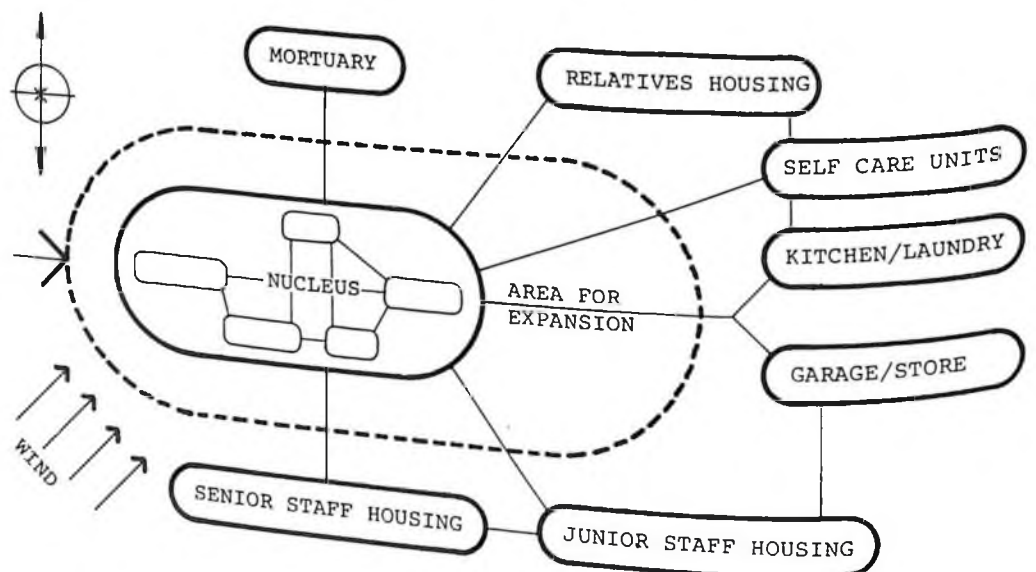 MORTUARY
RELATIVES HOUSING
SELF CARE UNITS
KITCHEN/LAUNDRY
NUCLEUS
AREA FOR
EXPANSION
GARAGE/STORE
WIND
SENIOR STAFF HOUSING
JUNIOR STAFF HOUSING